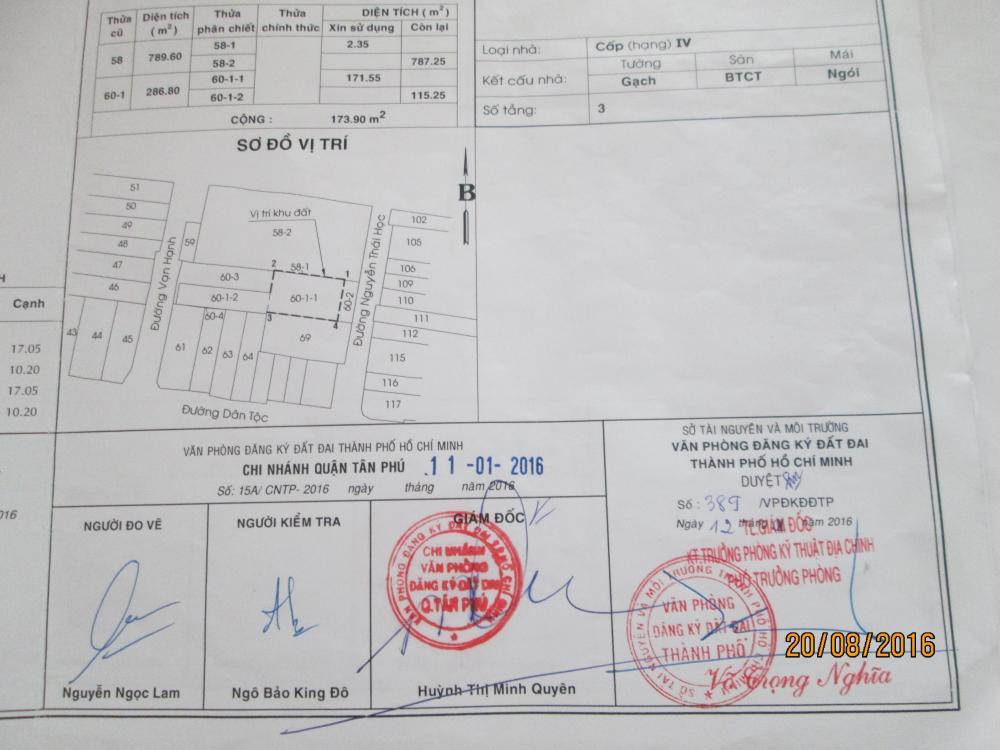 Thửa cũ Diện tích (m²) Thửa phân chiết Thửa chính thức DIỆN TÍCH (m²)
Xin sử dụng Còn lại
58 789.60 58-1 2.35
58-2 787.25
60-1 286.80 60-1-1 171.55
60-1-2 115.25
CỘNG : 173.90 m²
Loại nhà: Cấp (hạng) IV
Kết cấu nhà: Tường Sàn Mái
Gạch BTCT Ngói
Số tầng: 3
SƠ ĐỒ VỊ TRÍ
B
Vị trí khu đất
51
50
49
48
47
46
43 44 45
Đường Vạn Hạnh
59
58-2
2 58-1 1
60-3
60-1-2
60-1-1
60-2
60-4
3 4
61 62 63 64
69
Đường Nguyễn Thái Học
102
105
106
109
110
111
112
115
116
117
Đường Dân Tộc
H
Cạnh
17.05
10.20
17.05
10.20
016
VĂN PHÒNG ĐĂNG KÝ ĐẤT ĐAI THÀNH PHỐ HỒ CHÍ MINH
CHI NHÁNH QUẬN TÂN PHÚ 11 -01- 2016
Số: 15A/ CNTP- 2016 ngày tháng năm 2016
NGƯỜI ĐO VẼ
NGƯỜI KIỂM TRA
GIÁM ĐỐC
CHI NHÁNH
VĂN PHÒNG
ĐĂNG KÝ ĐẤT ĐAI
Q.TÂN PHÚ
Nguyễn Ngọc Lam
Ngô Bảo King Đô
Huỳnh Thị Minh Quyên
SỞ TÀI NGUYÊN VÀ MÔI TRƯỜNG
VĂN PHÒNG ĐĂNG KÝ ĐẤT ĐAI
THÀNH PHỐ HỒ CHÍ MINH
DUYỆT
Số : 389 /VPĐKĐĐTP
Ngày 12 tháng năm 2016
TL.GIÁM ĐỐC
KT.TRƯỞNG PHÒNG KỸ THUẬT ĐỊA CHÍNH
PHÓ TRƯỞNG PHÒNG
VĂN PHÒNG
ĐĂNG KÝ ĐẤT ĐAI
THÀNH PHỐ
Võ Trọng Nghĩa
20/08/2016